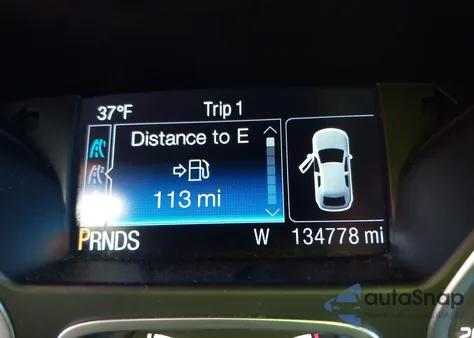 37°F Trip 1
Distance to E
113 mi
PRNDS W 134778 mi
autoSnap